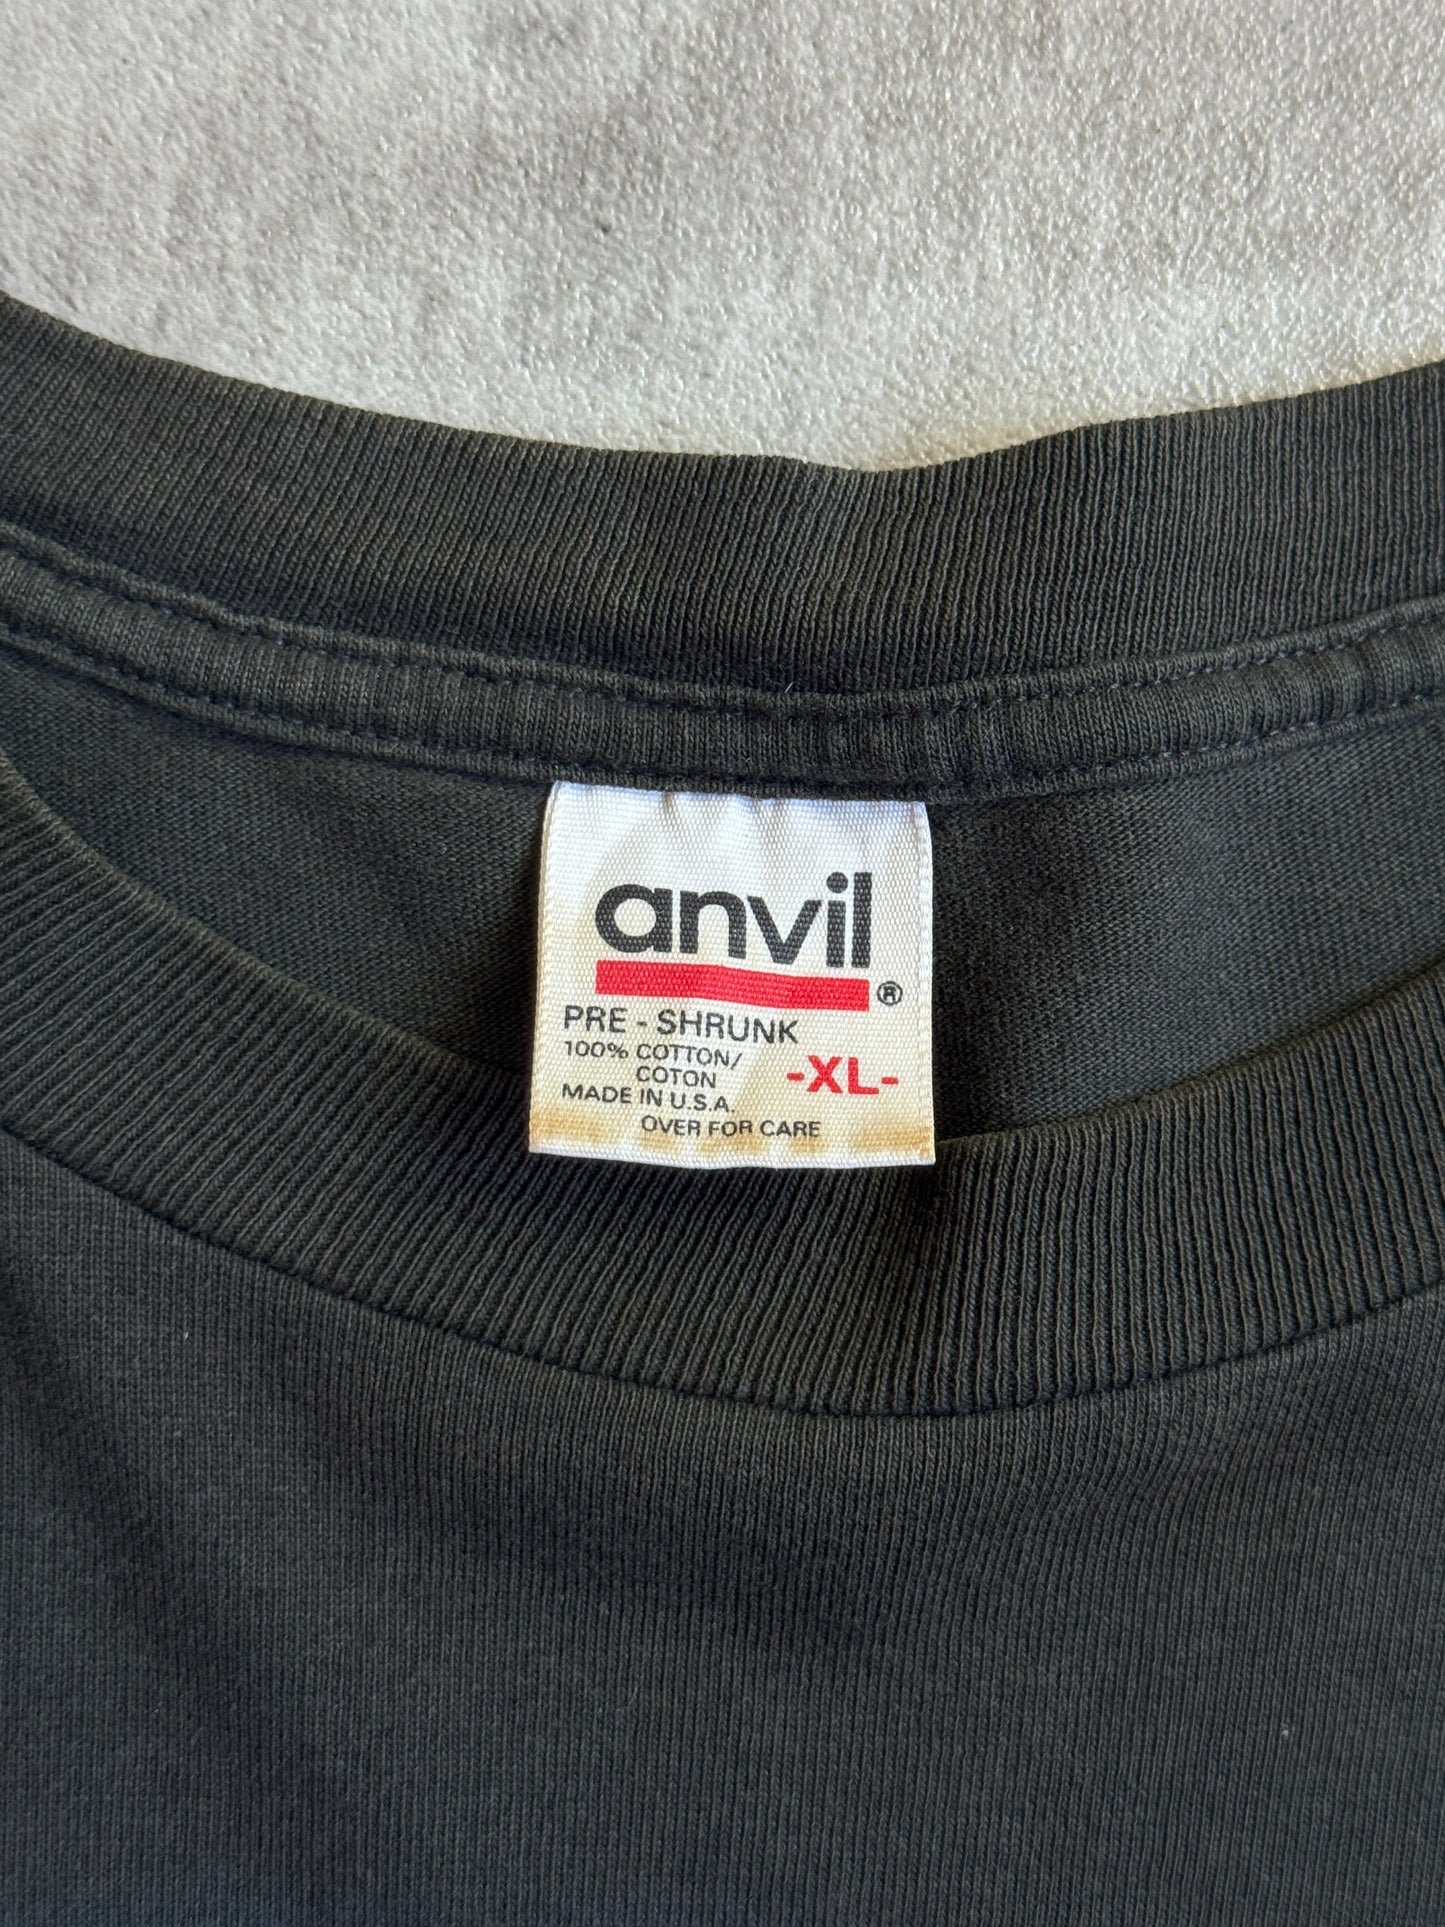 anvil
®
PRE - SHRUNK
100% COTTON/
COTON
-XL-
MADE IN U.S.A.
OVER FOR CARE